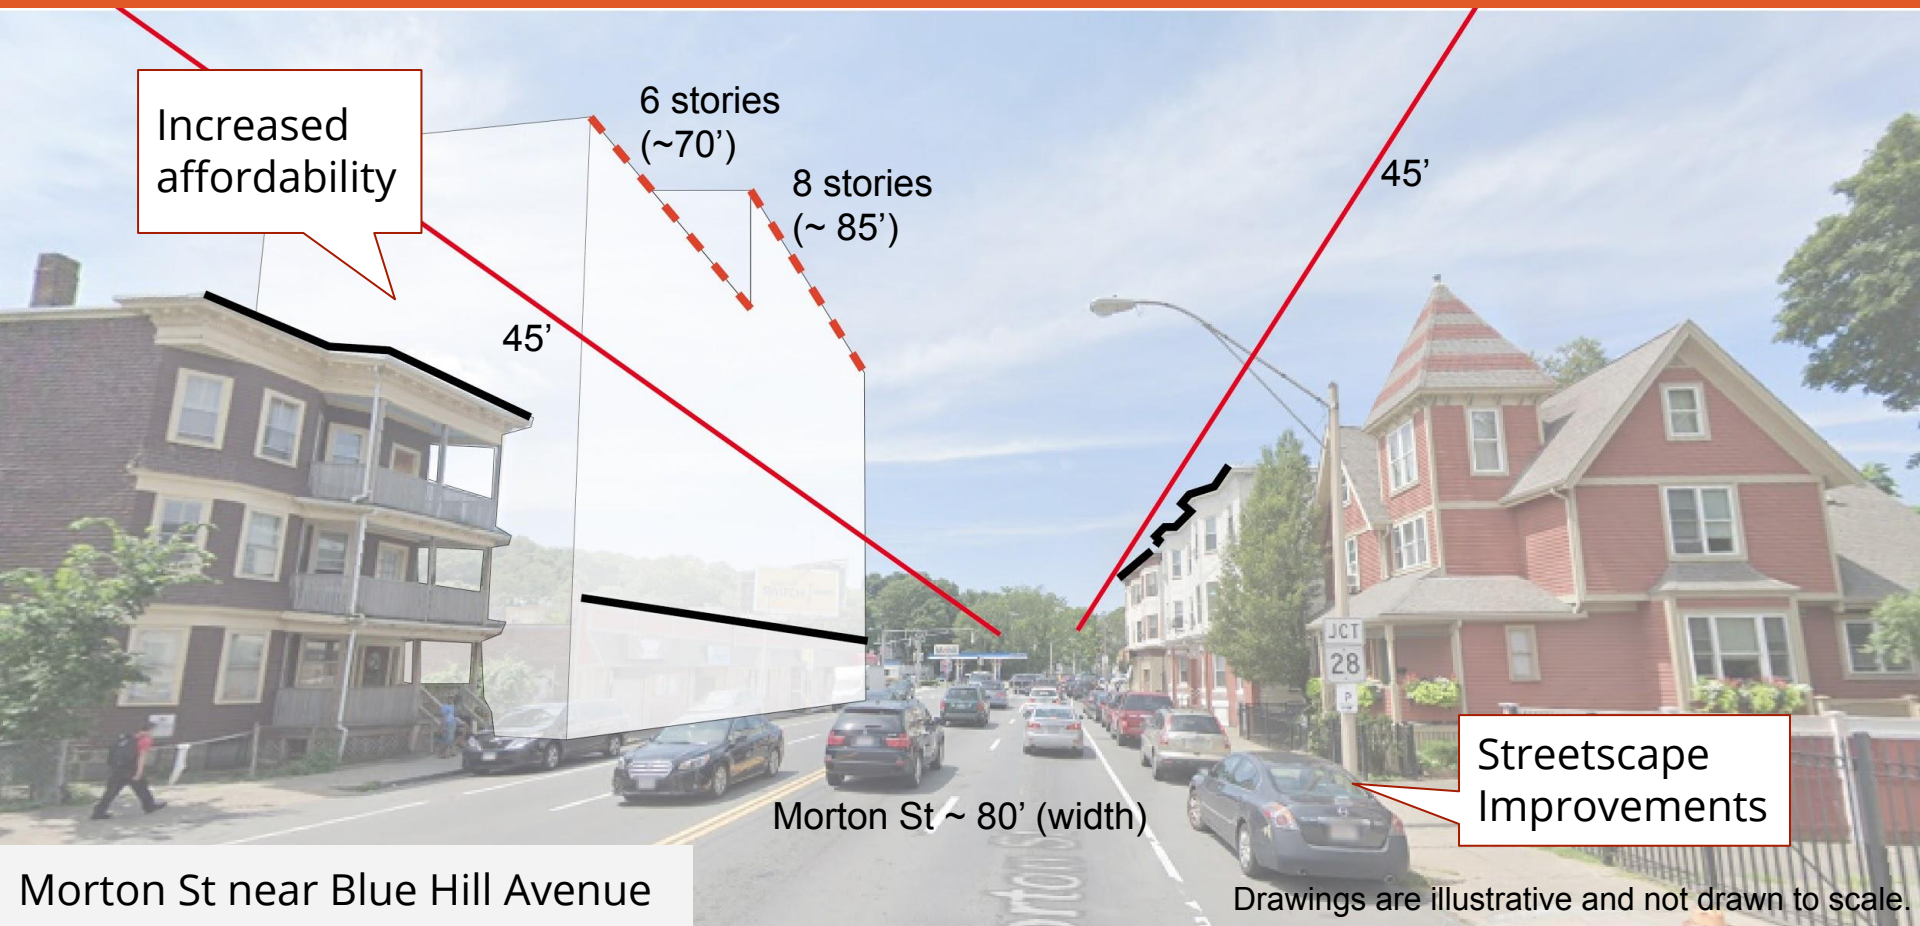 Increased
affordability
6 stories
(~70’)
8 stories
(~ 85’)
45’
45’
JCT
28
P
Streetscape
Improvements
Morton St ~ 80’ (width)
Morton St near Blue Hill Avenue
Drawings are illustrative and not drawn to scale.